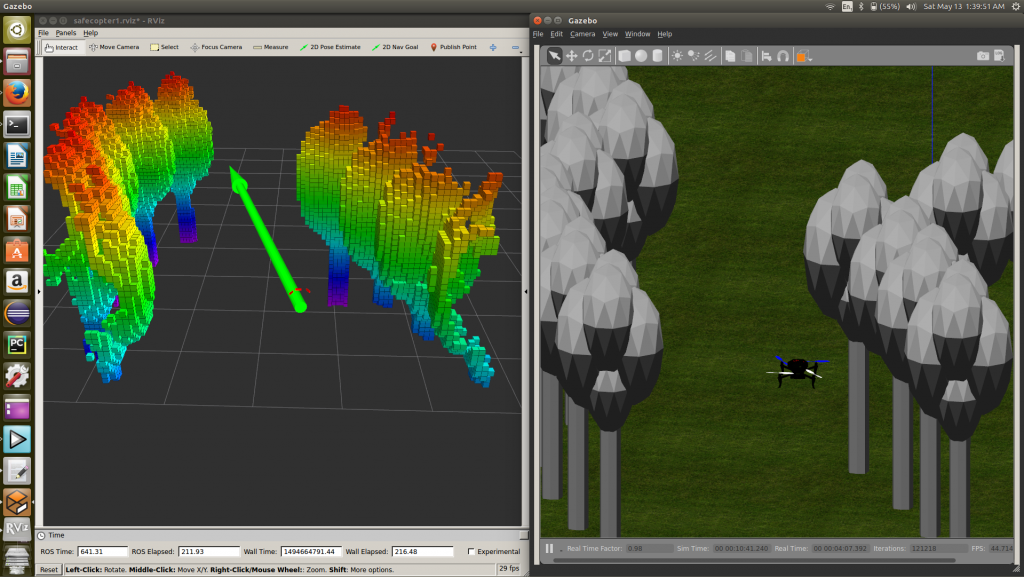 Gazebo
En
(55%)
Sat May 13 1:39:51 AM
safecopter1.rviz* - RViz
File Panels Help
Interact Move Camera Select Focus Camera Measure 2D Pose Estimate 2D Nav Goal Publish Point
Gazebo
File Edit Camera View Window Help
a
PC
RViz
Time
ROS Time: 641.31 ROS Elapsed: 211.93 Wall Time: 1494664791.44 Wall Elapsed: 216.48 Experimental
Reset Left-Click: Rotate. Middle-Click: Move X/Y. Right-Click/Mouse Wheel:: Zoom. Shift: More options. 29 fps
Real Time Factor: 0.98 Sim Time: 00 00:10:41.240 Real Time: 00 00:04:07.392 Iterations: 121218 FPS: 44.714